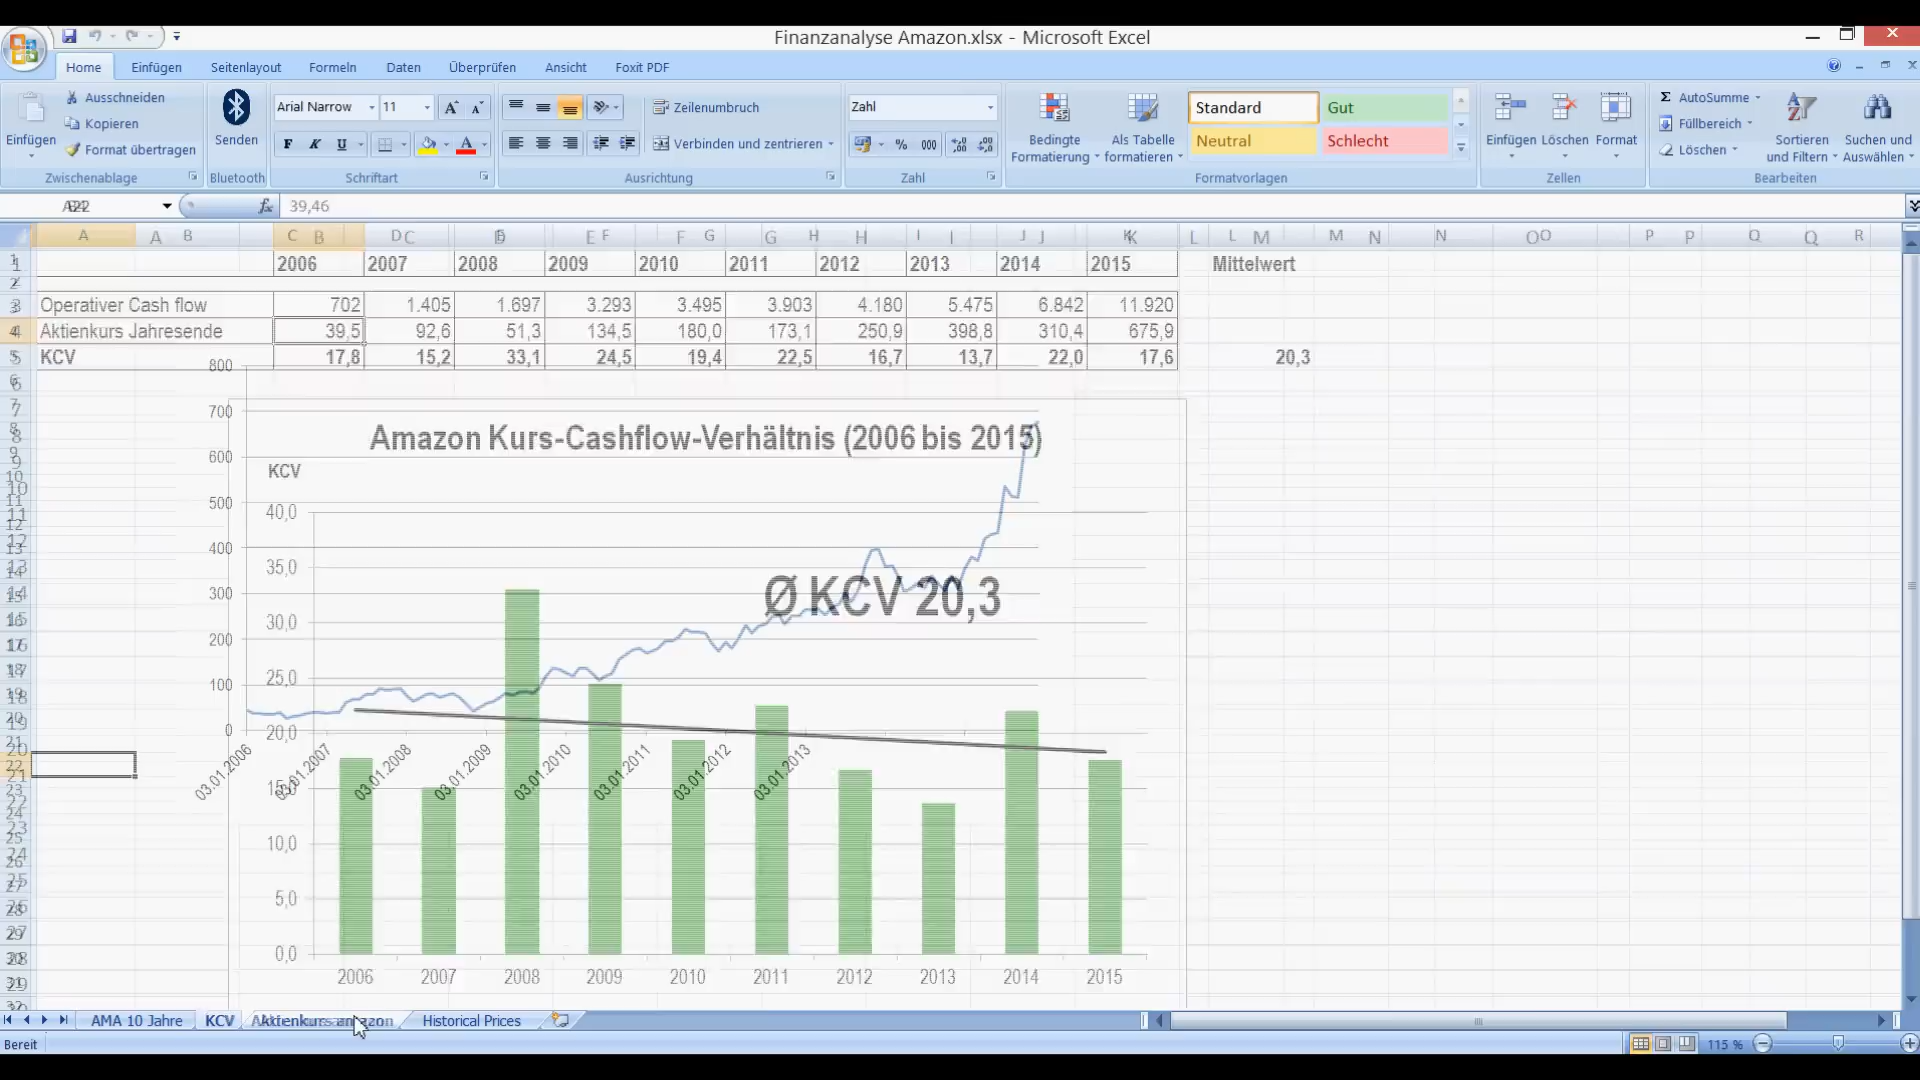 Finanzanalyse Amazon.xlsx - Microsoft Excel
Home Einfügen Seitenlayout Formeln Daten Überprüfen Ansicht Foxit PDF
Einfügen
Ausschneiden
Kopieren
Format übertragen
Zwischenablage
Senden
Bluetooth
Arial Narrow 11
F K U
Schriftart
Zeilenumbruch
Verbinden und zentrieren
Ausrichtung
Zahl
% 000
Zahl
Bedingte Formatierung
Als Tabelle formatieren
Standard Gut
Neutral Schlecht
Formatvorlagen
Einfügen Löschen Format
Zellen
Σ AutoSumme
Füllbereich
Löschen
Sortieren und Filtern
Suchen und Auswählen
Bearbeiten
fx 39,46
2006 2007 2008 2009 2010 2011 2012 2013 2014 2015 Mittelwert
Operativer Cash flow 702 1.405 1.697 3.293 3.495 3.903 4.180 5.475 6.842 11.920
Aktienkurs Jahresende 39,5 92,6 51,3 134,5 180,0 173,1 250,9 398,8 310,4 675,9
KCV 17,8 15,2 33,1 24,5 19,4 22,5 16,7 13,7 22,0 17,6 20,3
Amazon Kurs-Cashflow-Verhältnis (2006 bis 2015)
KCV
Ø KCV 20,3
800
700
600
500
400
300
200
100
0
40,0
35,0
30,0
25,0
20,0
10,0
5,0
0,0
03.01.2006 03.01.2007 03.01.2008 03.01.2009 03.01.2010 03.01.2011 03.01.2012 03.01.2013
2006 2007 2008 2009 2010 2011 2012 2013 2014 2015
AMA 10 Jahre KCV Aktienkurs amazon Historical Prices
Bereit 115 %